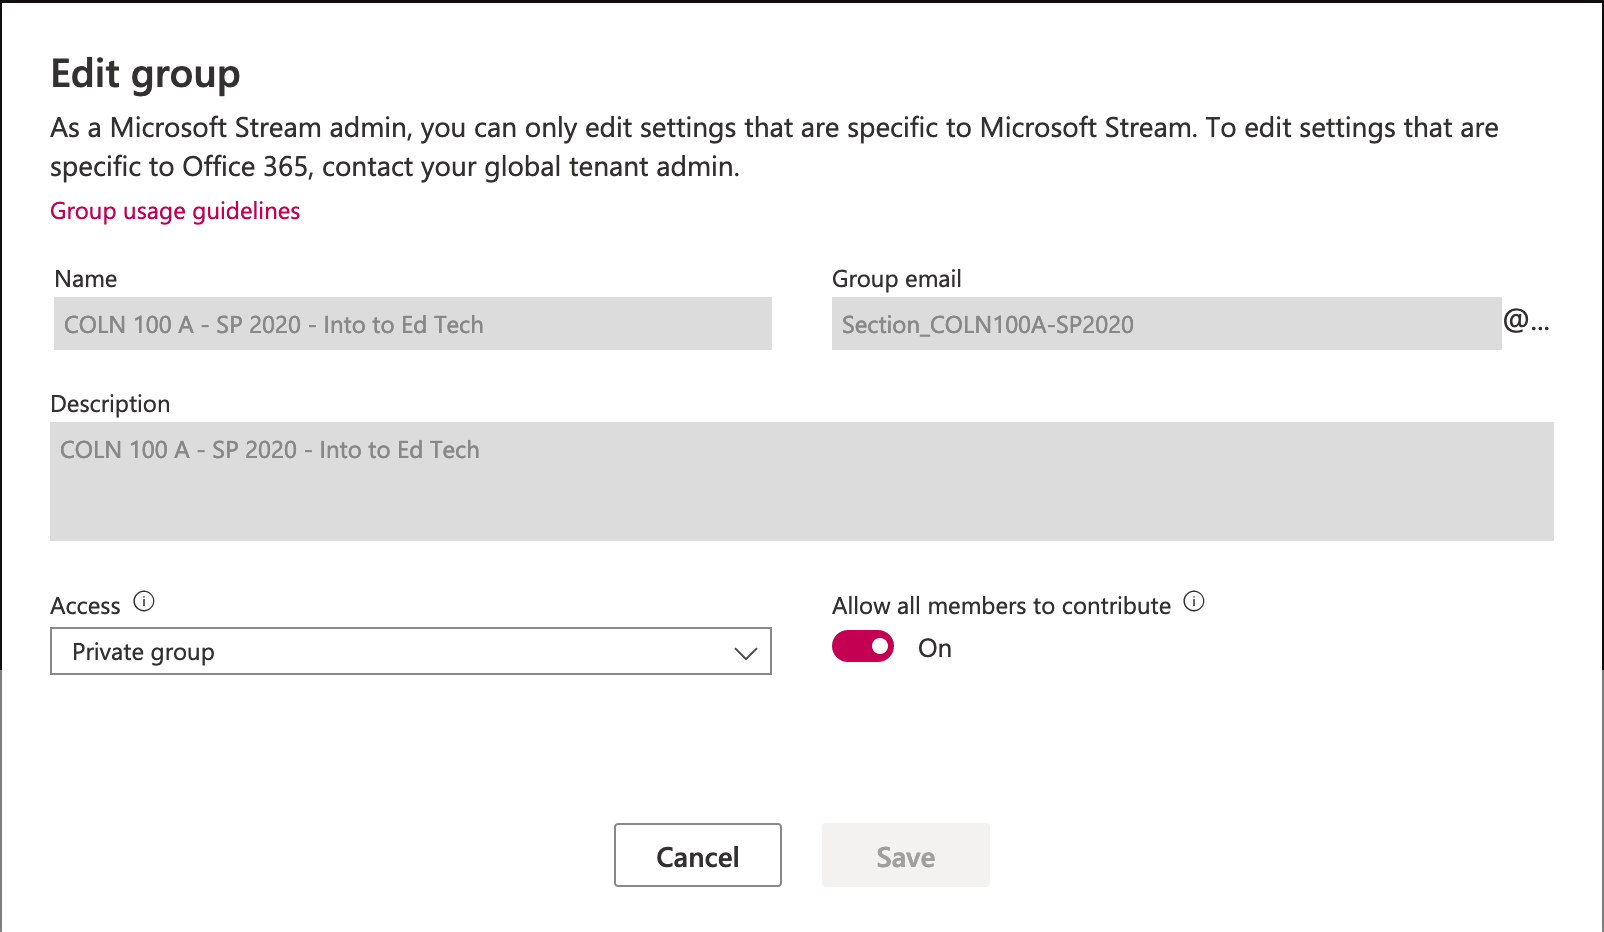 Edit group
As a Microsoft Stream admin, you can only edit settings that are specific to Microsoft Stream. To edit settings that are
specific to Office 365, contact your global tenant admin.
Group usage guidelines
Name
Group email
COLN 100 A - SP 2020 - Into to Ed Tech
Section_COLN100A-SP2020
@...
Description
COLN 100 A - SP 2020 - Into to Ed Tech
Access
Allow all members to contribute
Private group
On
Cancel
Save